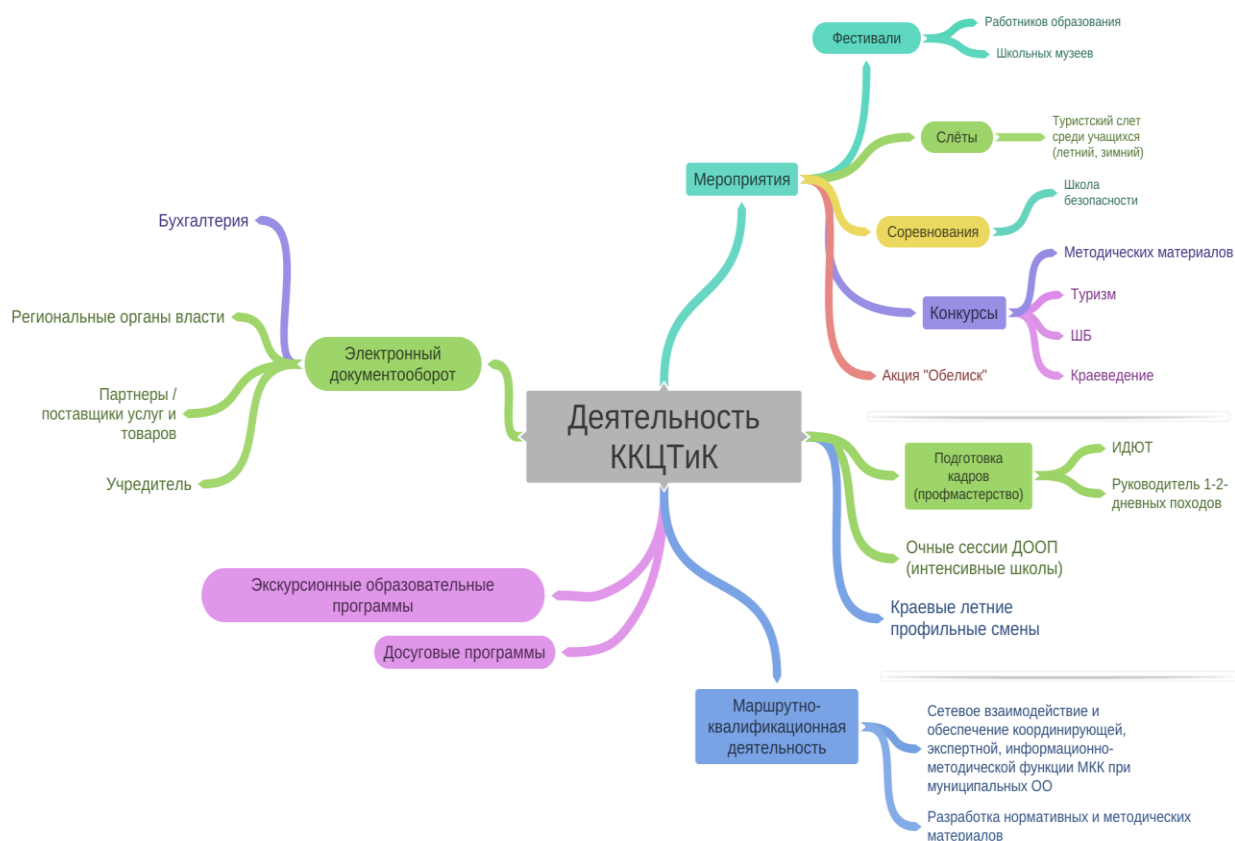 Работников образования
Фестивали
Школьных музеев
Туристский слет
среди учащихся
(летний, зимний)
Слёты
Мероприятия
Школа
безопасности
Соревнования
Методических материалов
Туризм
Конкурсы
ШБ
Краеведение
Акция "Обелиск"
Бухгалтерия
Региональные органы власти
Электронный
документооборот
Партнеры /
поставщики услуг и
товаров
Учредитель
Деятельность
ККЦТиК
Подготовка
кадров
(профмастерство)
ИДЮТ
Руководитель 1-2-
дневных походов
Очные сессии ДООП
(интенсивные школы)
Краевые летние
профильные смены
Экскурсионные образовательные
программы
Досуговые программы
Маршрутно-
квалификационная
деятельность
Сетевое взаимодействие и
обеспечение координирующей,
экспертной, информационно-
методической функции МКК при
муниципальных ОО
Разработка нормативных и методических
материалов